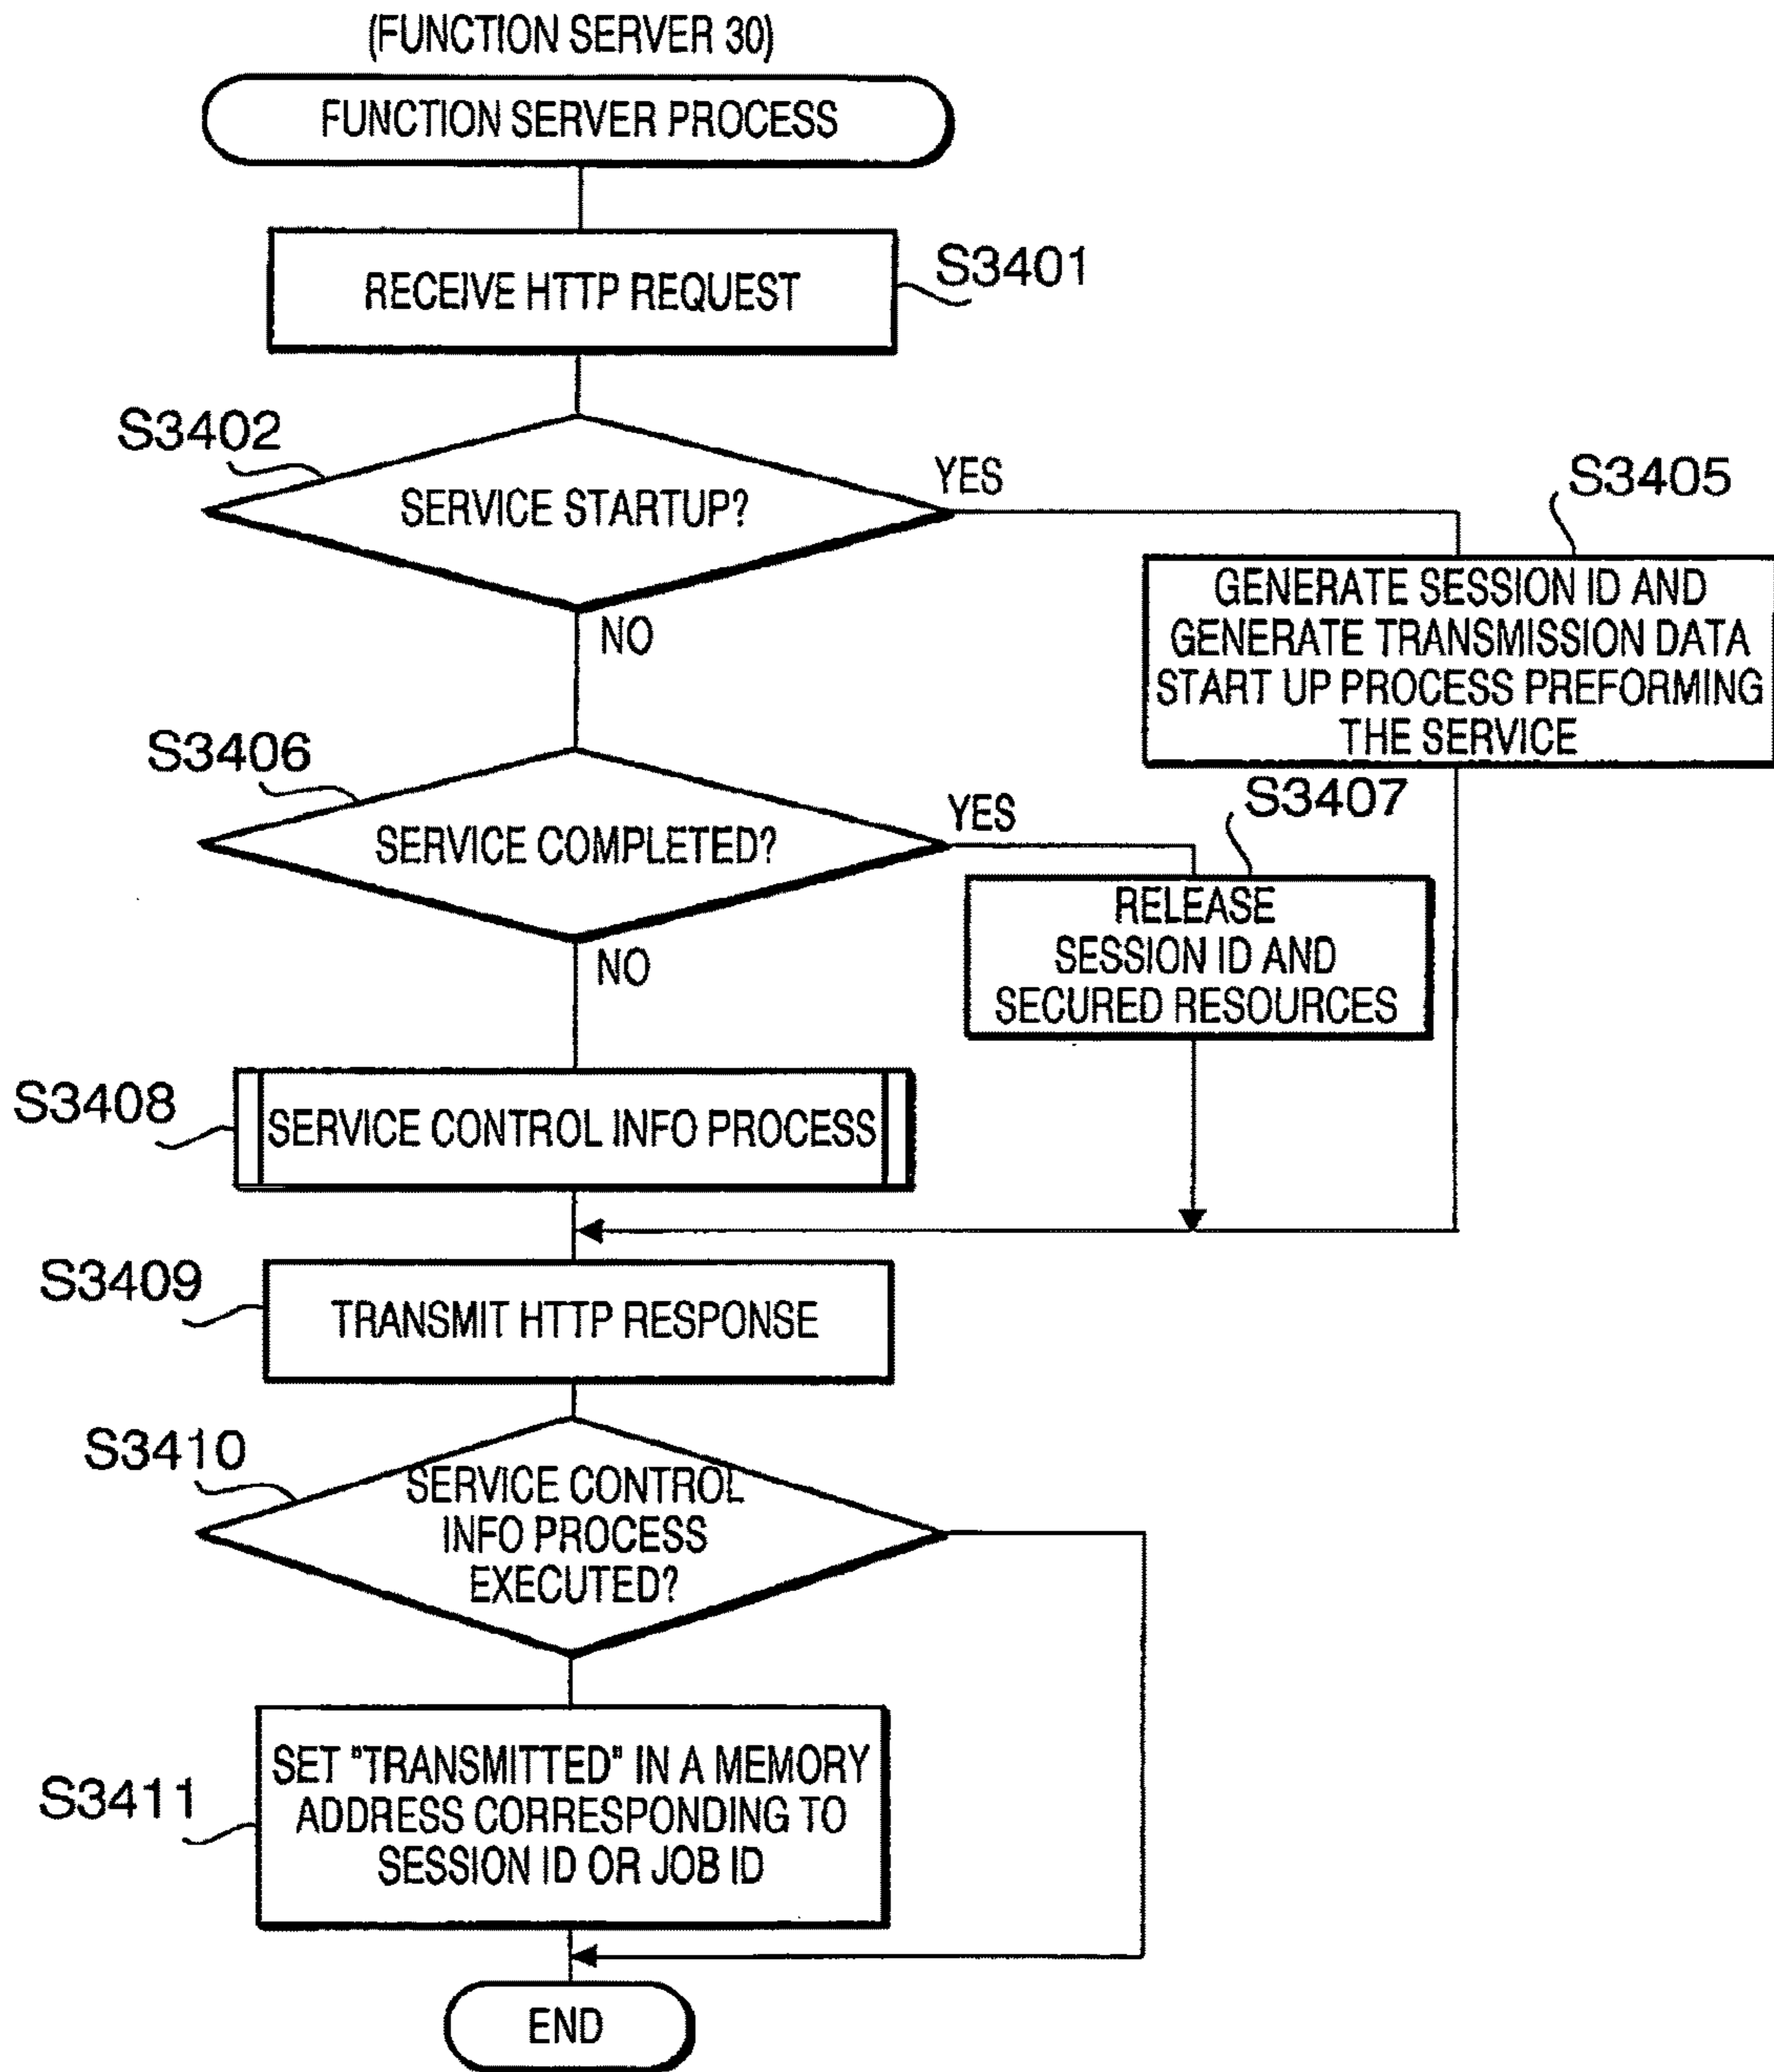 (FUNCTION SERVER 30)
FUNCTION SERVER PROCESS
RECEIVE HTTP REQUEST
S3401
S3402
SERVICE STARTUP?
YES
NO
S3405
GENERATE SESSION ID AND
GENERATE TRANSMISSION DATA
START UP PROCESS PREFORMING
THE SERVICE
S3406
SERVICE COMPLETED?
YES
NO
S3407
RELEASE
SESSION ID AND
SECURED RESOURCES
S3408
SERVICE CONTROL INFO PROCESS
S3409
TRANSMIT HTTP RESPONSE
S3410
SERVICE CONTROL
INFO PROCESS
EXECUTED?
S3411
SET "TRANSMITTED" IN A MEMORY
ADDRESS CORRESPONDING TO
SESSION ID OR JOB ID
END